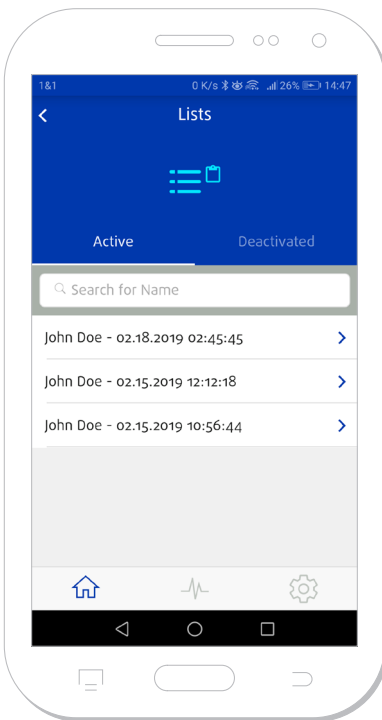 1&1 0 K/s 26% 14:47
Lists
Active Deactivated
Search for Name
John Doe - 02.18.2019 02:45:45
John Doe - 02.15.2019 12:12:18
John Doe - 02.15.2019 10:56:44